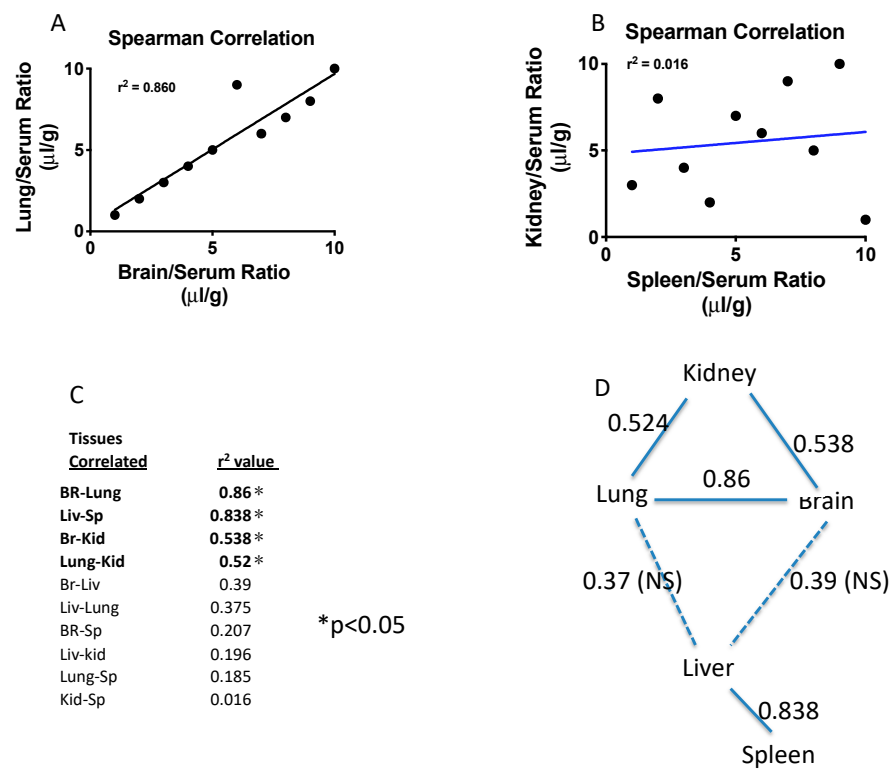 A
Spearman Correlation
r² = 0.860
10
5
0
0 5 10
Lung/Serum Ratio
(µl/g)
Brain/Serum Ratio
(µl/g)
B
Spearman Correlation
r² = 0.016
10
5
0
0 5 10
Kidney/Serum Ratio
(µl/g)
Spleen/Serum Ratio
(µl/g)
C
Tissues
Correlated r² value
BR-Lung 0.86*
Liv-Sp 0.838*
Br-Kid 0.538*
Lung-Kid 0.52*
Br-Liv 0.39
Liv-Lung 0.375
BR-Sp 0.207
Liv-kid 0.196
Lung-Sp 0.185
Kid-Sp 0.016
*p<0.05
D
Kidney
0.524
0.538
0.86
Lung
Brain
0.37 (NS)
0.39 (NS)
Liver
0.838
Spleen